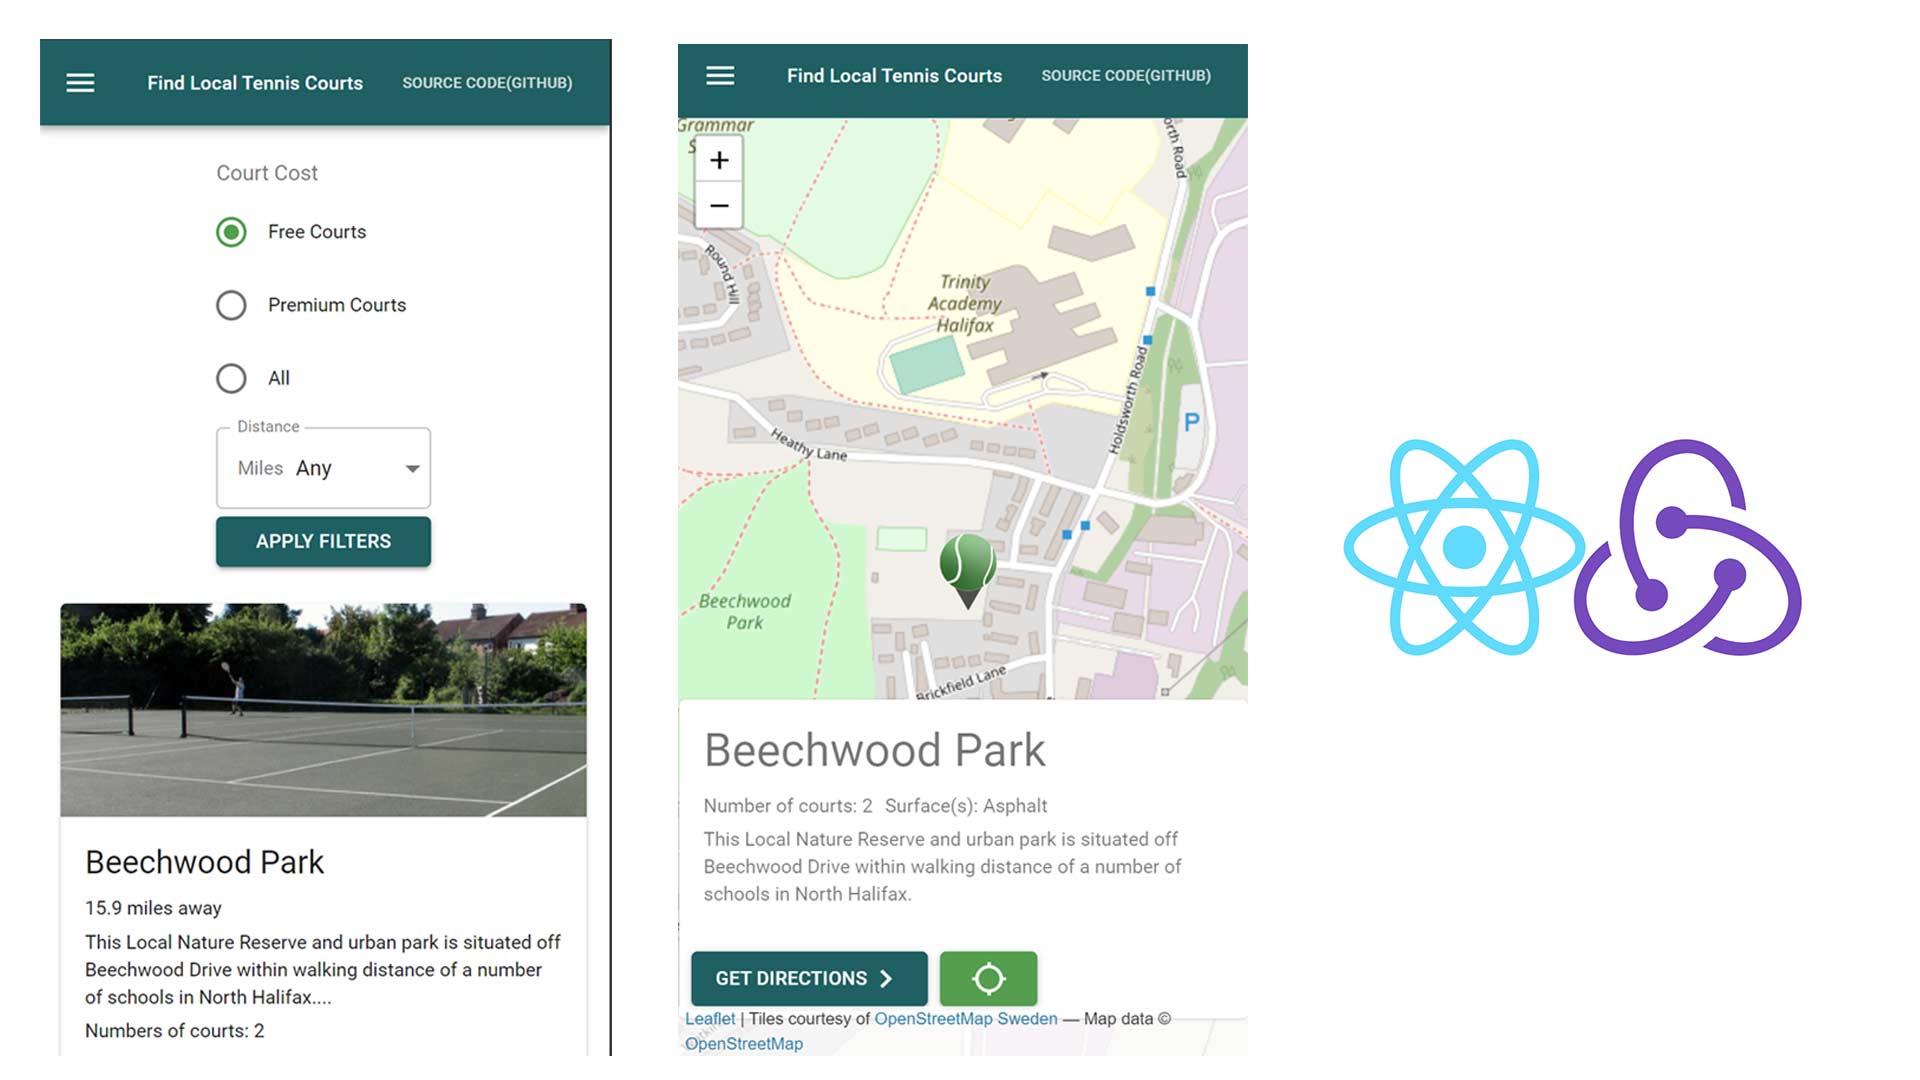 Find Local Tennis Courts
SOURCE CODE(GITHUB)
Court Cost
Free Courts
Premium Courts
All
Distance
Miles Any
APPLY FILTERS
Beechwood Park
15.9 miles away
This Local Nature Reserve and urban park is situated off
Beechwood Drive within walking distance of a number
of schools in North Halifax....
Numbers of courts: 2
Find Local Tennis Courts
SOURCE CODE(GITHUB)
Grammar
+
−
orth Road
Round Hill
Trinity
Academy
Halifax
Holdsworth Road
P
Heathy Lane
Beechwood
Park
Brickfield Lane
Beechwood Park
Number of courts: 2 Surface(s): Asphalt
This Local Nature Reserve and urban park is situated off
Beechwood Drive within walking distance of a number of
schools in North Halifax.
GET DIRECTIONS
Leaflet | Tiles courtesy of OpenStreetMap Sweden — Map data ©
OpenStreetMap